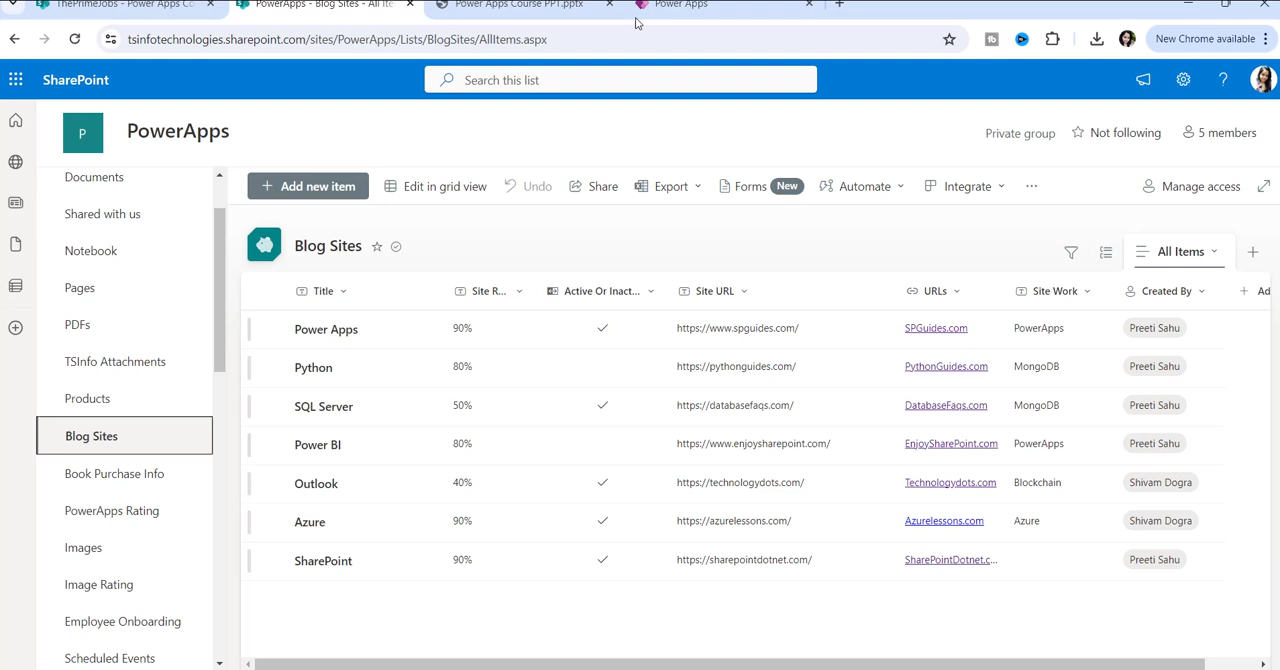 ThePrimeJobs - Power Apps Co
PowerApps - Blog Sites - All Ite
Power Apps Course PPT.pptx
Power Apps
tsinfotechnologies.sharepoint.com/sites/PowerApps/Lists/BlogSites/AllItems.aspx
New Chrome available
SharePoint
Search this list
P
PowerApps
Private group
Not following
5 members
Documents
Shared with us
Notebook
Pages
PDFs
TSInfo Attachments
Products
Blog Sites
Book Purchase Info
PowerApps Rating
Images
Image Rating
Employee Onboarding
Scheduled Events
+ Add new item
Edit in grid view
Undo
Share
Export
Forms New
Automate
Integrate
...
Manage access
Blog Sites
All Items
Title Site R... Active Or Inact... Site URL URLs Site Work Created By + Ad
Power Apps 90% https://www.spguides.com/ SPGuides.com PowerApps Preeti Sahu
Python 80% https://pythonguides.com/ PythonGuides.com MongoDB Preeti Sahu
SQL Server 50% https://databasefaqs.com/ DatabaseFaqs.com MongoDB Preeti Sahu
Power BI 80% https://www.enjoysharepoint.com/ EnjoySharePoint.com PowerApps Preeti Sahu
Outlook 40% https://technologydots.com/ Technologydots.com Blockchain Shivam Dogra
Azure 90% https://azurelessons.com/ Azurelessons.com Azure Shivam Dogra
SharePoint 90% https://sharepointdotnet.com/ SharePointDotnet.c... Preeti Sahu